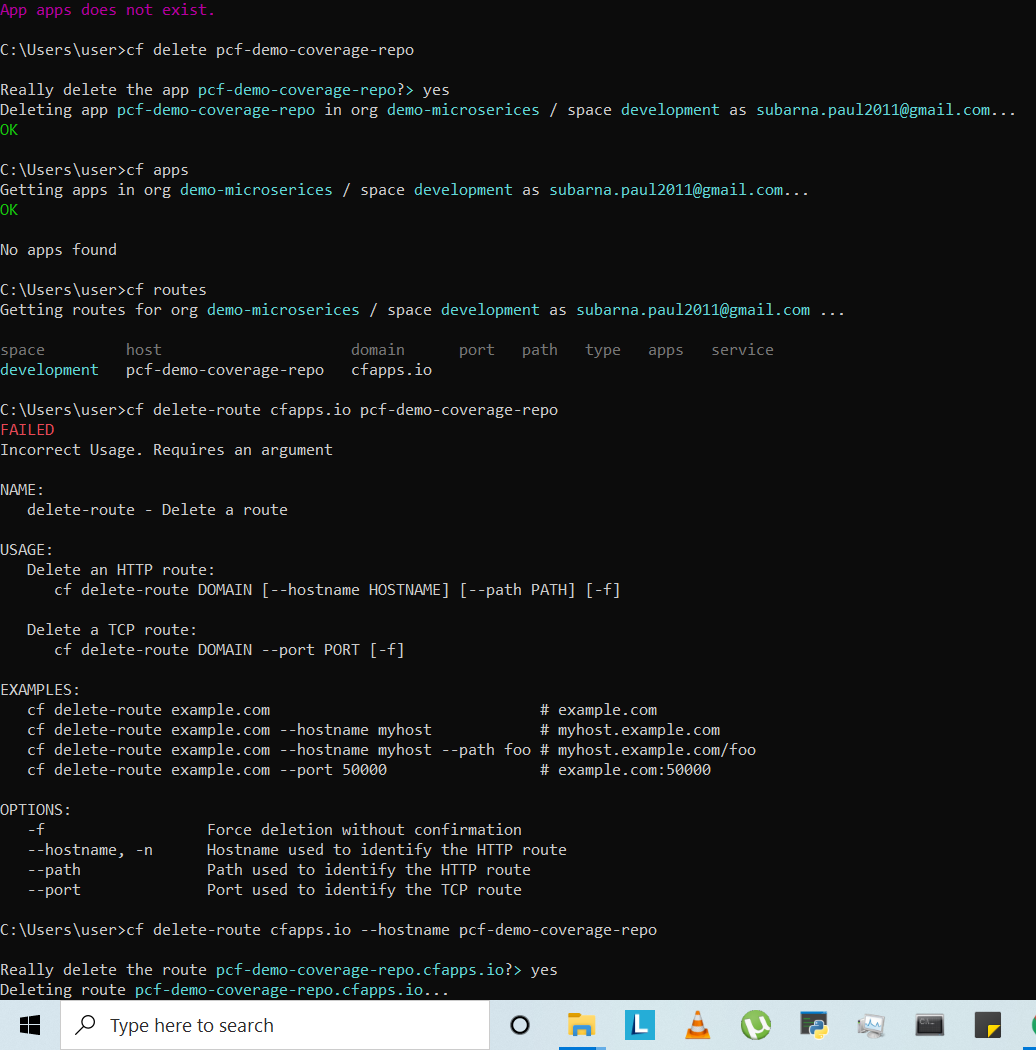 App apps does not exist.
C:\Users\user>cf delete pcf-demo-coverage-repo
Really delete the app pcf-demo-coverage-repo?> yes
Deleting app pcf-demo-coverage-repo in org demo-microserices / space development as subarna.paul2011@gmail.com...
OK
C:\Users\user>cf apps
Getting apps in org demo-microserices / space development as subarna.paul2011@gmail.com...
OK
No apps found
C:\Users\user>cf routes
Getting routes for org demo-microserices / space development as subarna.paul2011@gmail.com ...
space         host                     domain      port   path   type   apps   service
development   pcf-demo-coverage-repo   cfapps.io
C:\Users\user>cf delete-route cfapps.io pcf-demo-coverage-repo
FAILED
Incorrect Usage. Requires an argument
NAME:
   delete-route - Delete a route
USAGE:
   Delete an HTTP route:
      cf delete-route DOMAIN [--hostname HOSTNAME] [--path PATH] [-f]
   Delete a TCP route:
      cf delete-route DOMAIN --port PORT [-f]
EXAMPLES:
   cf delete-route example.com                              # example.com
   cf delete-route example.com --hostname myhost            # myhost.example.com
   cf delete-route example.com --hostname myhost --path foo # myhost.example.com/foo
   cf delete-route example.com --port 50000                 # example.com:50000
OPTIONS:
   -f                  Force deletion without confirmation
   --hostname, -n      Hostname used to identify the HTTP route
   --path              Path used to identify the HTTP route
   --port              Port used to identify the TCP route
C:\Users\user>cf delete-route cfapps.io --hostname pcf-demo-coverage-repo
Really delete the route pcf-demo-coverage-repo.cfapps.io?> yes
Deleting route pcf-demo-coverage-repo.cfapps.io...
Type here to search